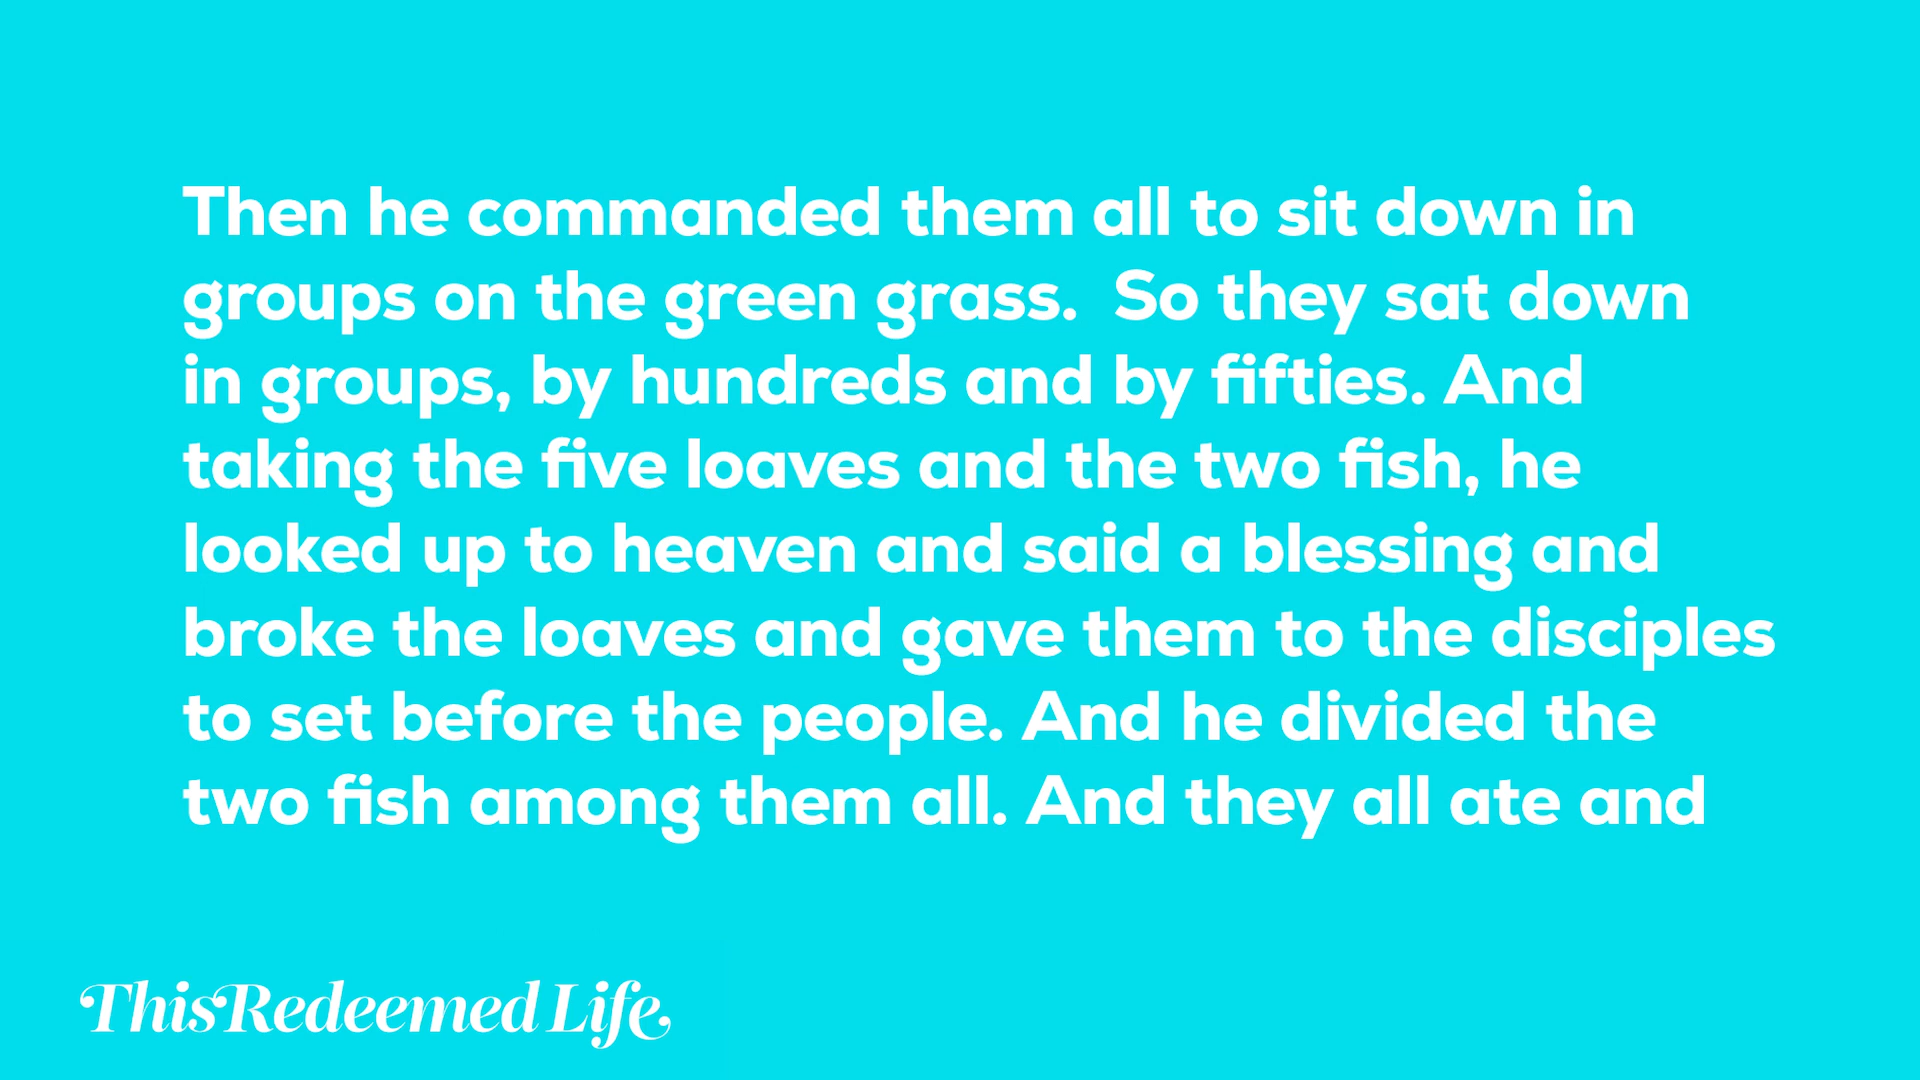 Then he commanded them all to sit down in
groups on the green grass.  So they sat down
in groups, by hundreds and by fifties. And
taking the five loaves and the two fish, he
looked up to heaven and said a blessing and
broke the loaves and gave them to the disciples
to set before the people. And he divided the
two fish among them all. And they all ate and
This Redeemed Life.